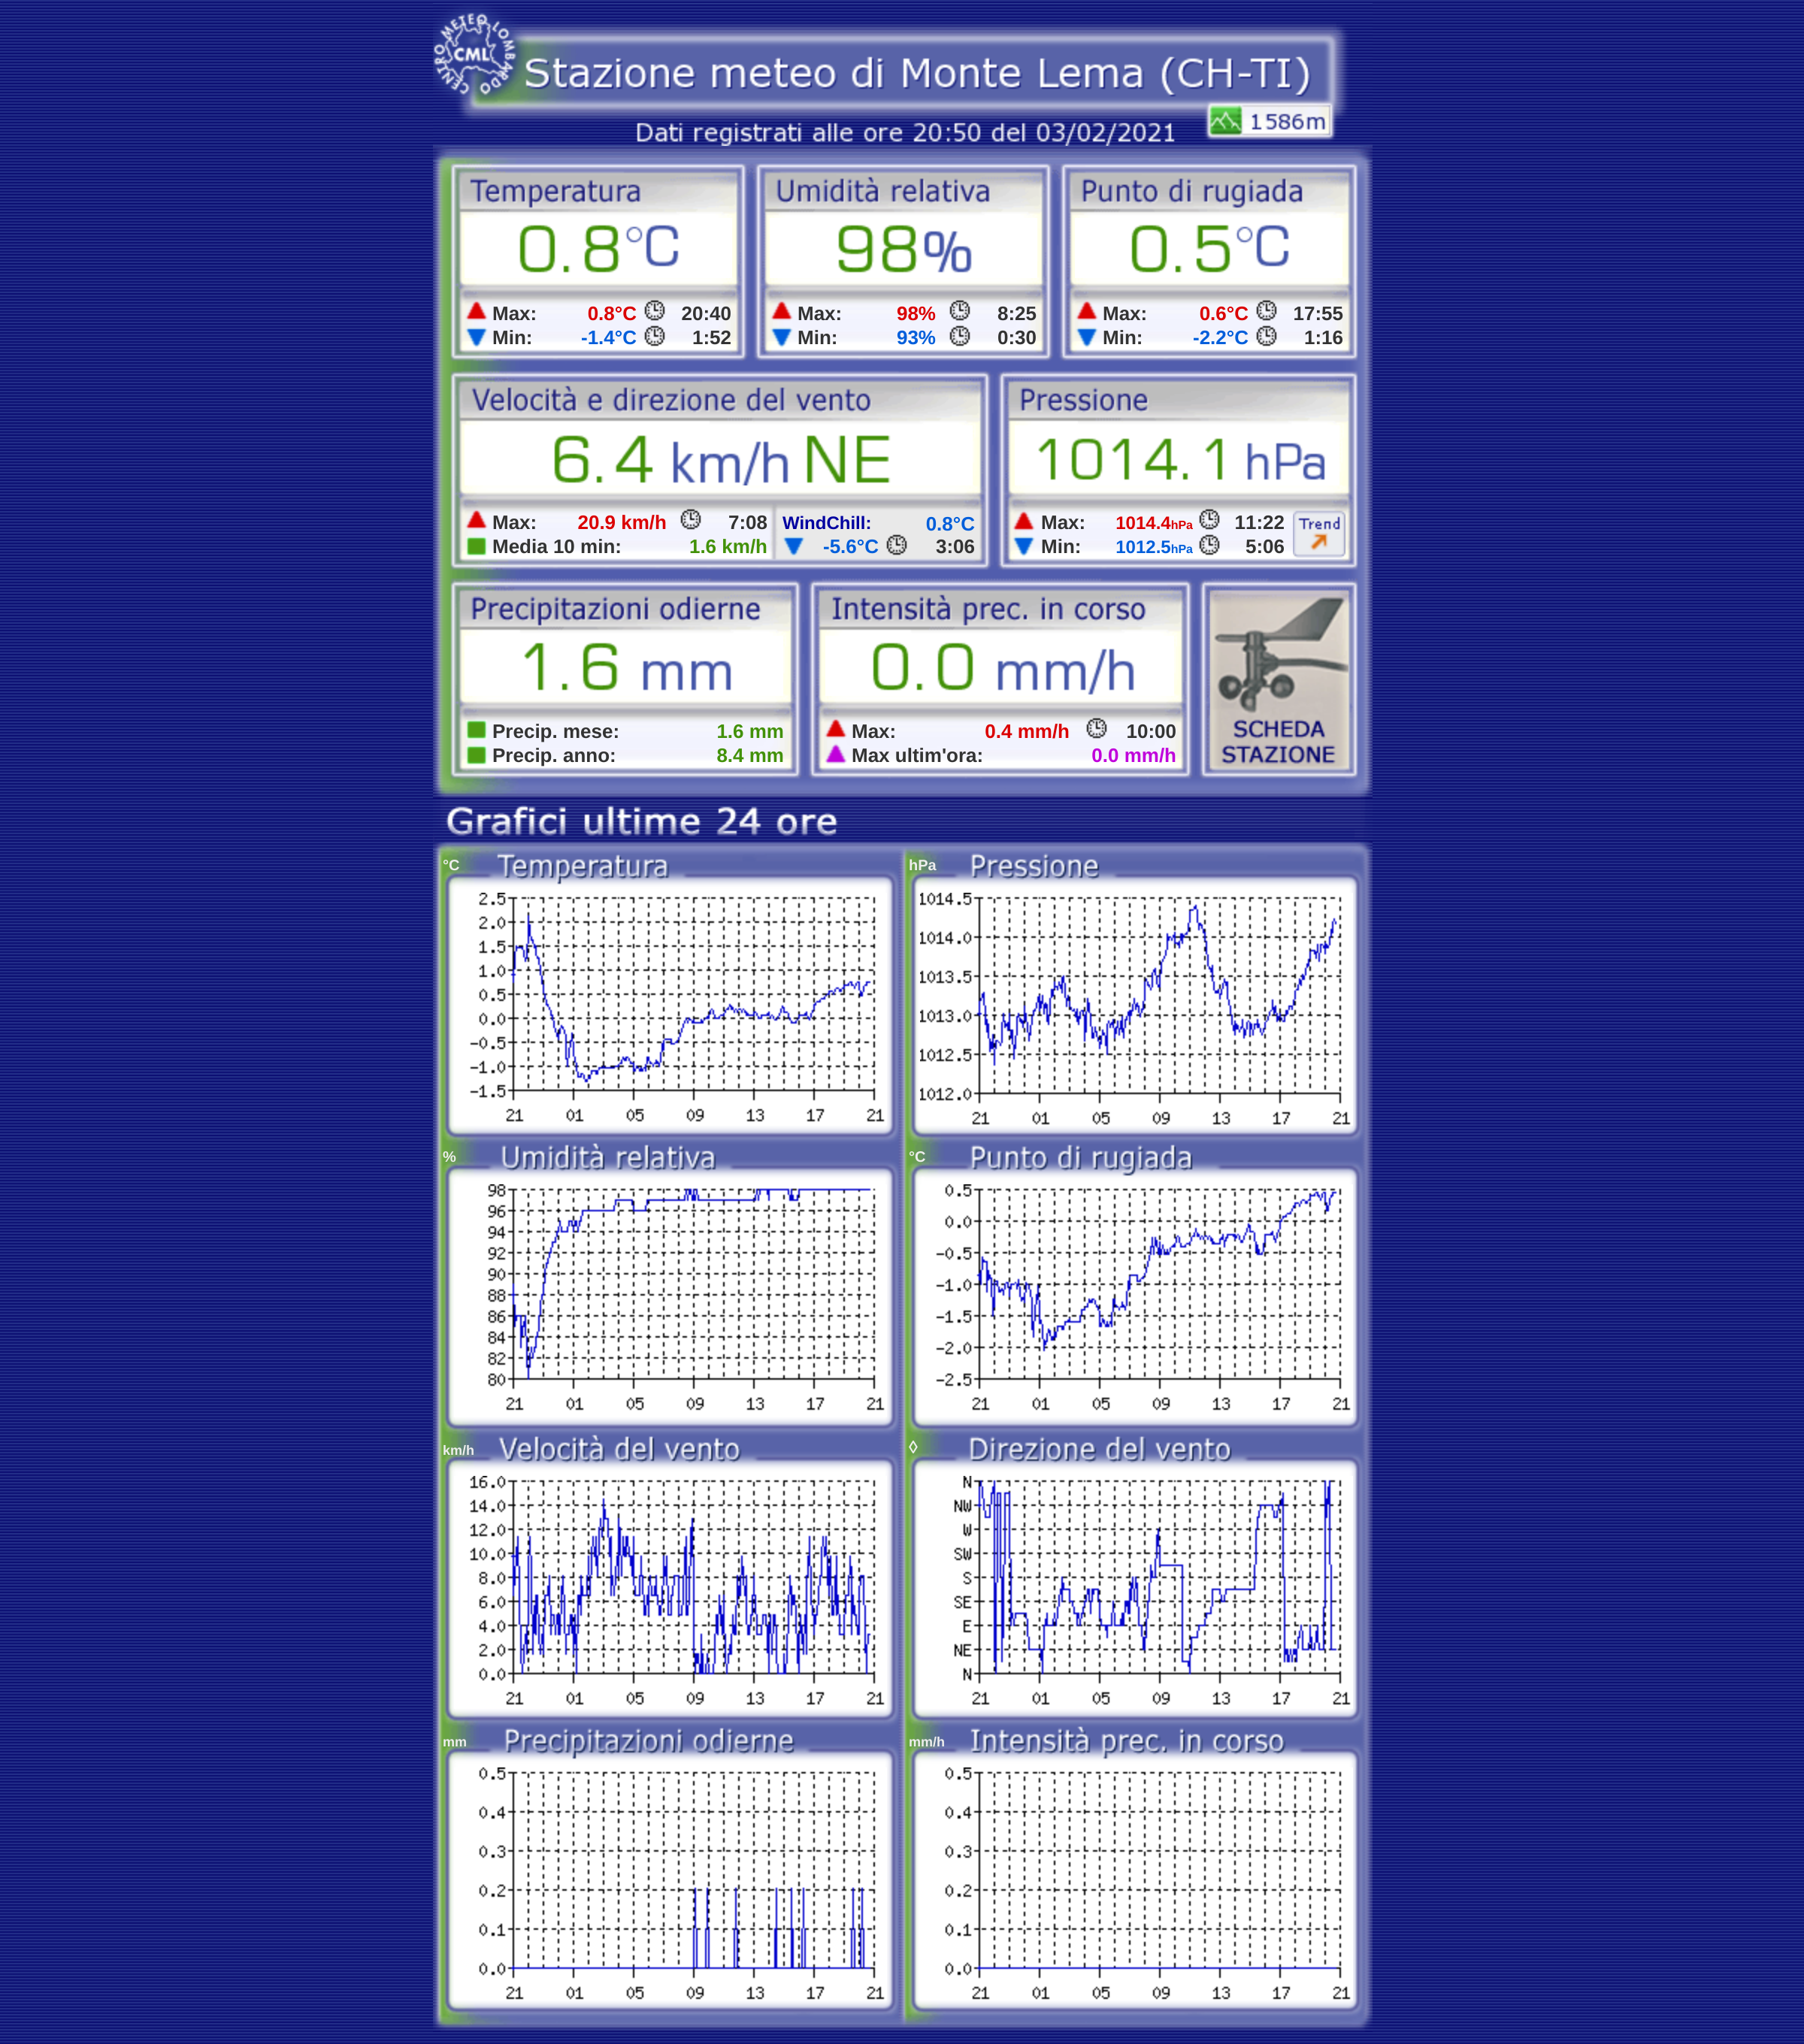 CENTRO METEO LOMBARDO
CML
Stazione meteo di Monte Lema (CH-TI)
1586m
Dati registrati alle ore 20:50 del 03/02/2021
Temperatura
0.8°C
Max: 0.8°C 20:40
Min: -1.4°C 1:52
Umidità relativa
98%
Max: 98% 8:25
Min: 93% 0:30
Punto di rugiada
0.5°C
Max: 0.6°C 17:55
Min: -2.2°C 1:16
Velocità e direzione del vento
6.4 km/h NE
Max: 20.9 km/h 7:08
Media 10 min: 1.6 km/h
WindChill: 0.8°C
-5.6°C 3:06
Pressione
1014.1 hPa
Max: 1014.4hPa 11:22
Min: 1012.5hPa 5:06
Trend
Precipitazioni odierne
1.6 mm
Precip. mese: 1.6 mm
Precip. anno: 8.4 mm
Intensità prec. in corso
0.0 mm/h
Max: 0.4 mm/h 10:00
Max ultim'ora: 0.0 mm/h
SCHEDA
STAZIONE
Grafici ultime 24 ore
°C Temperatura
2.5
2.0
1.5
1.0
0.5
0.0
-0.5
-1.0
-1.5
21 01 05 09 13 17 21
hPa Pressione
1014.5
1014.0
1013.5
1013.0
1012.5
1012.0
21 01 05 09 13 17 21
% Umidità relativa
98
96
94
92
90
88
86
84
82
80
21 01 05 09 13 17 21
°C Punto di rugiada
0.5
0.0
-0.5
-1.0
-1.5
-2.0
-2.5
21 01 05 09 13 17 21
km/h Velocità del vento
16.0
14.0
12.0
10.0
8.0
6.0
4.0
2.0
0.0
21 01 05 09 13 17 21
◊ Direzione del vento
N
NW
W
SW
S
SE
E
NE
N
21 01 05 09 13 17 21
mm Precipitazioni odierne
0.5
0.4
0.3
0.2
0.1
0.0
21 01 05 09 13 17 21
mm/h Intensità prec. in corso
0.5
0.4
0.3
0.2
0.1
0.0
21 01 05 09 13 17 21